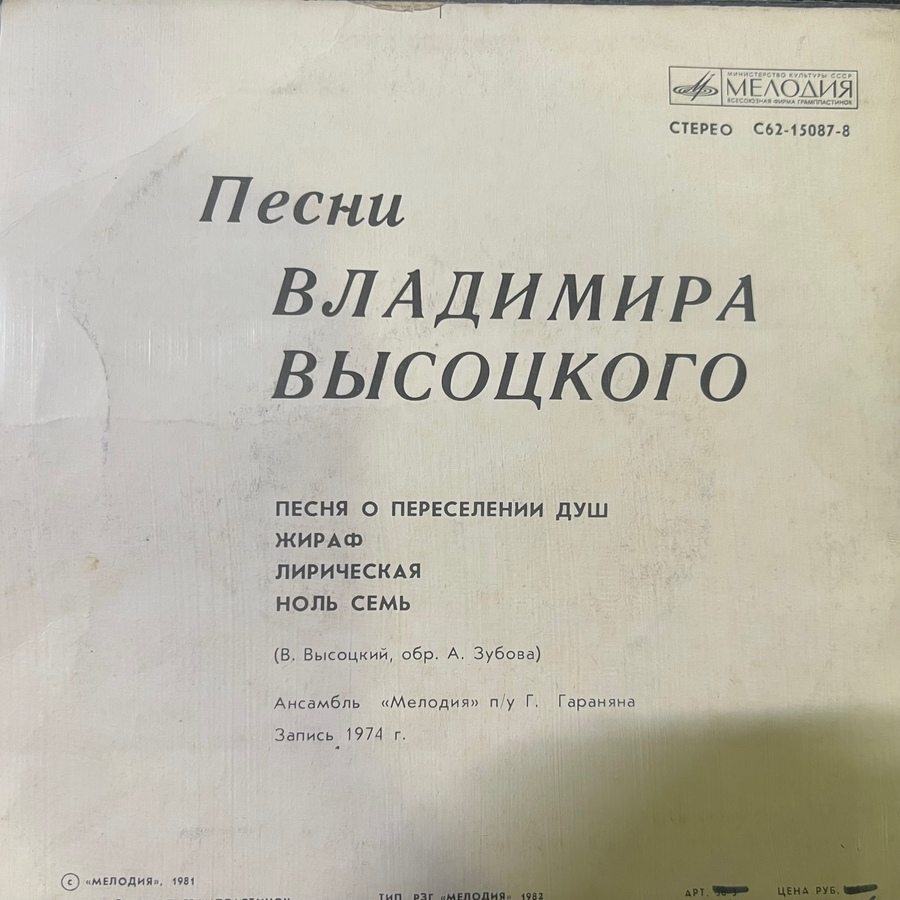 МИНИСТЕРСТВО КУЛЬТУРЫ СССР
МЕЛОДИЯ
ВСЕСОЮЗНАЯ ФИРМА ГРАМПЛАСТИНОК
СТЕРЕО С62-15087-8
Песни
ВЛАДИМИРА
ВЫСОЦКОГО
ПЕСНЯ О ПЕРЕСЕЛЕНИИ ДУШ
ЖИРАФ
ЛИРИЧЕСКАЯ
НОЛЬ СЕМЬ
(В. Высоцкий, обр. А. Зубова)
Ансамбль «Мелодия» п/у Г. Гараняна
Запись 1974 г.
© «МЕЛОДИЯ», 1981
ТИП. РЗГ «МЕЛОДИЯ» 1982
АРТ.
ЦЕНА РУБ.